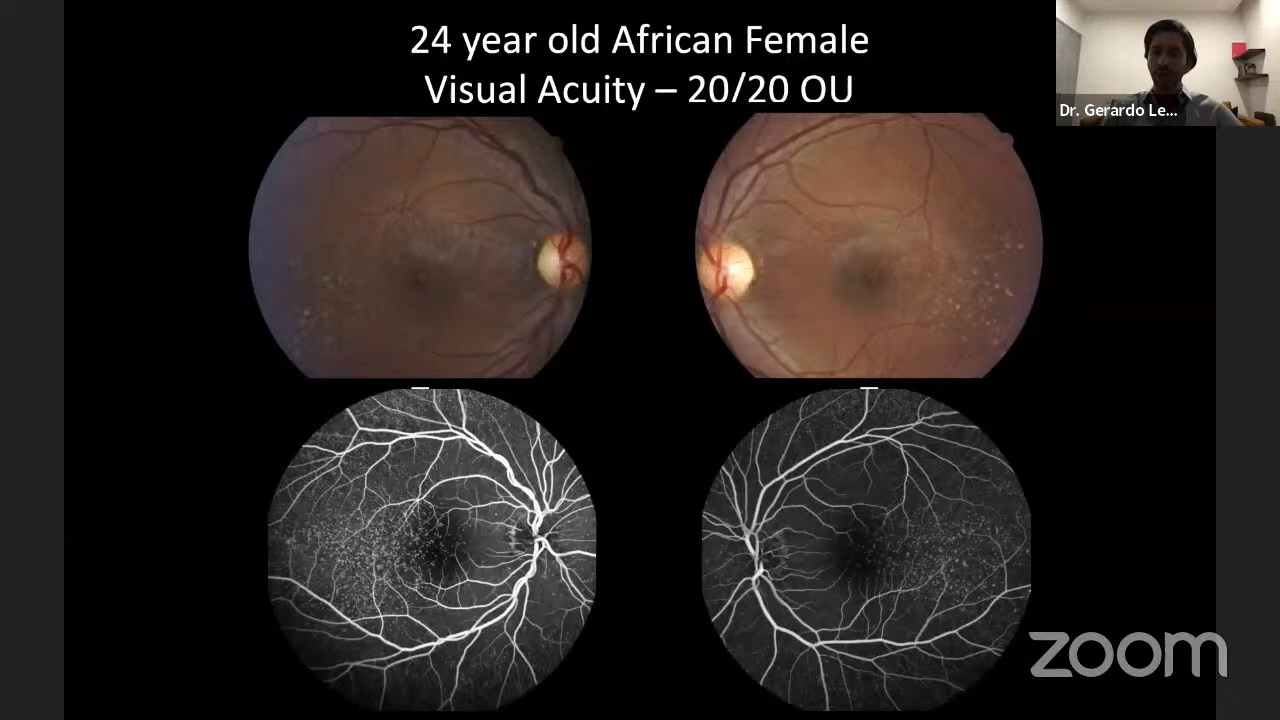 24 year old African Female
Visual Acuity – 20/20 OU
Dr. Gerardo Le...
zoom